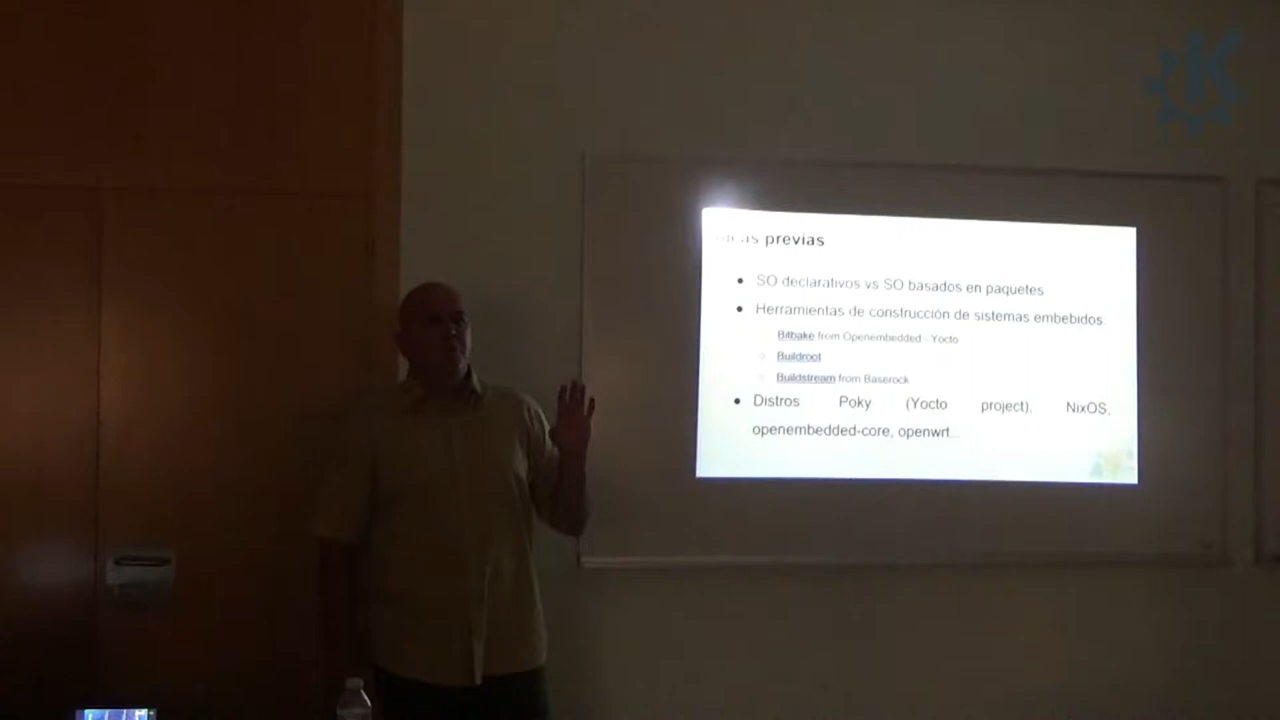 previas
SO declarativos vs SO basados en paquetes
Herramientas de construcción de sistemas embebidos
Bitbake from Openembedded - Yocto
Buildroot
Buildstream from Baserock
Distros Poky (Yocto project), NixOS,
openembedded-core, openwrt...